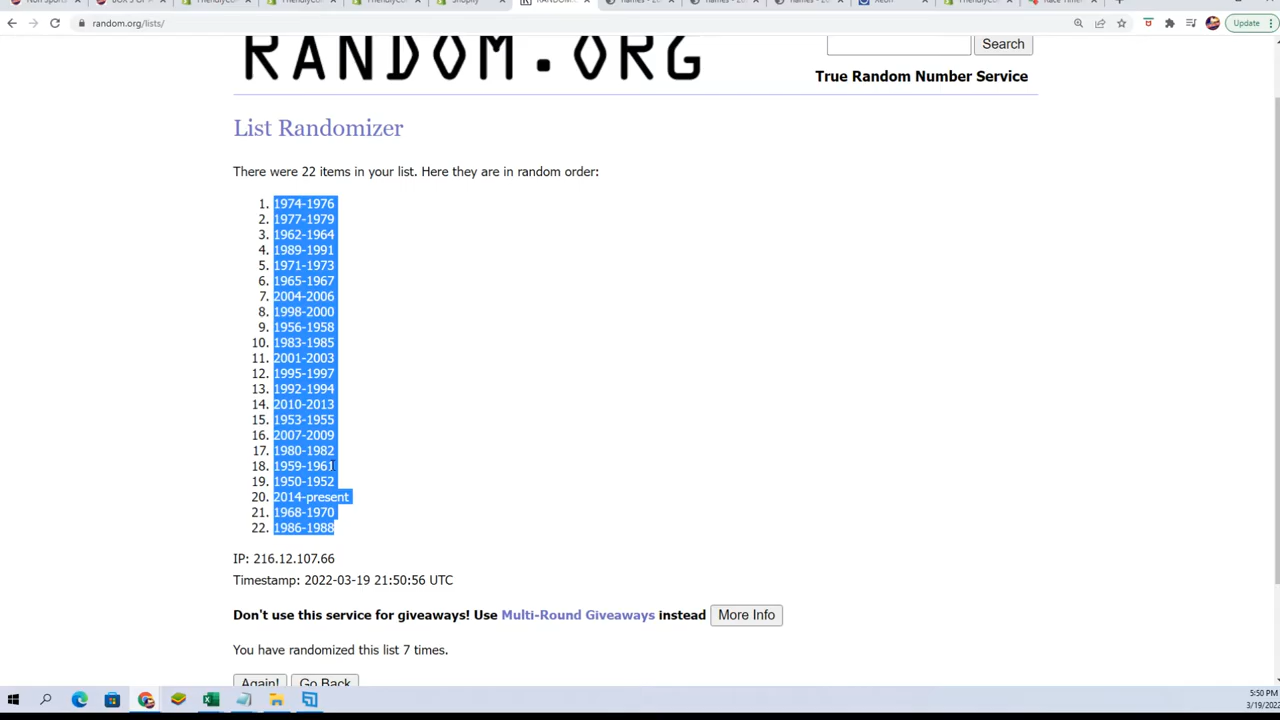 Shopify
random.org/lists/
Update
RANDOM.ORG
Search
True Random Number Service
List Randomizer
There were 22 items in your list. Here they are in random order:
1. 1974-1976
2. 1977-1979
3. 1962-1964
4. 1989-1991
5. 1971-1973
6. 1965-1967
7. 2004-2006
8. 1998-2000
9. 1956-1958
10. 1983-1985
11. 2001-2003
12. 1995-1997
13. 1992-1994
14. 2010-2013
15. 1953-1955
16. 2007-2009
17. 1980-1982
18. 1959-1961
19. 1950-1952
20. 2014-present
21. 1968-1970
22. 1986-1988
IP: 216.12.107.66
Timestamp: 2022-03-19 21:50:56 UTC
Don't use this service for giveaways! Use Multi-Round Giveaways instead More Info
You have randomized this list 7 times.
Again! Go Back
5:50 PM